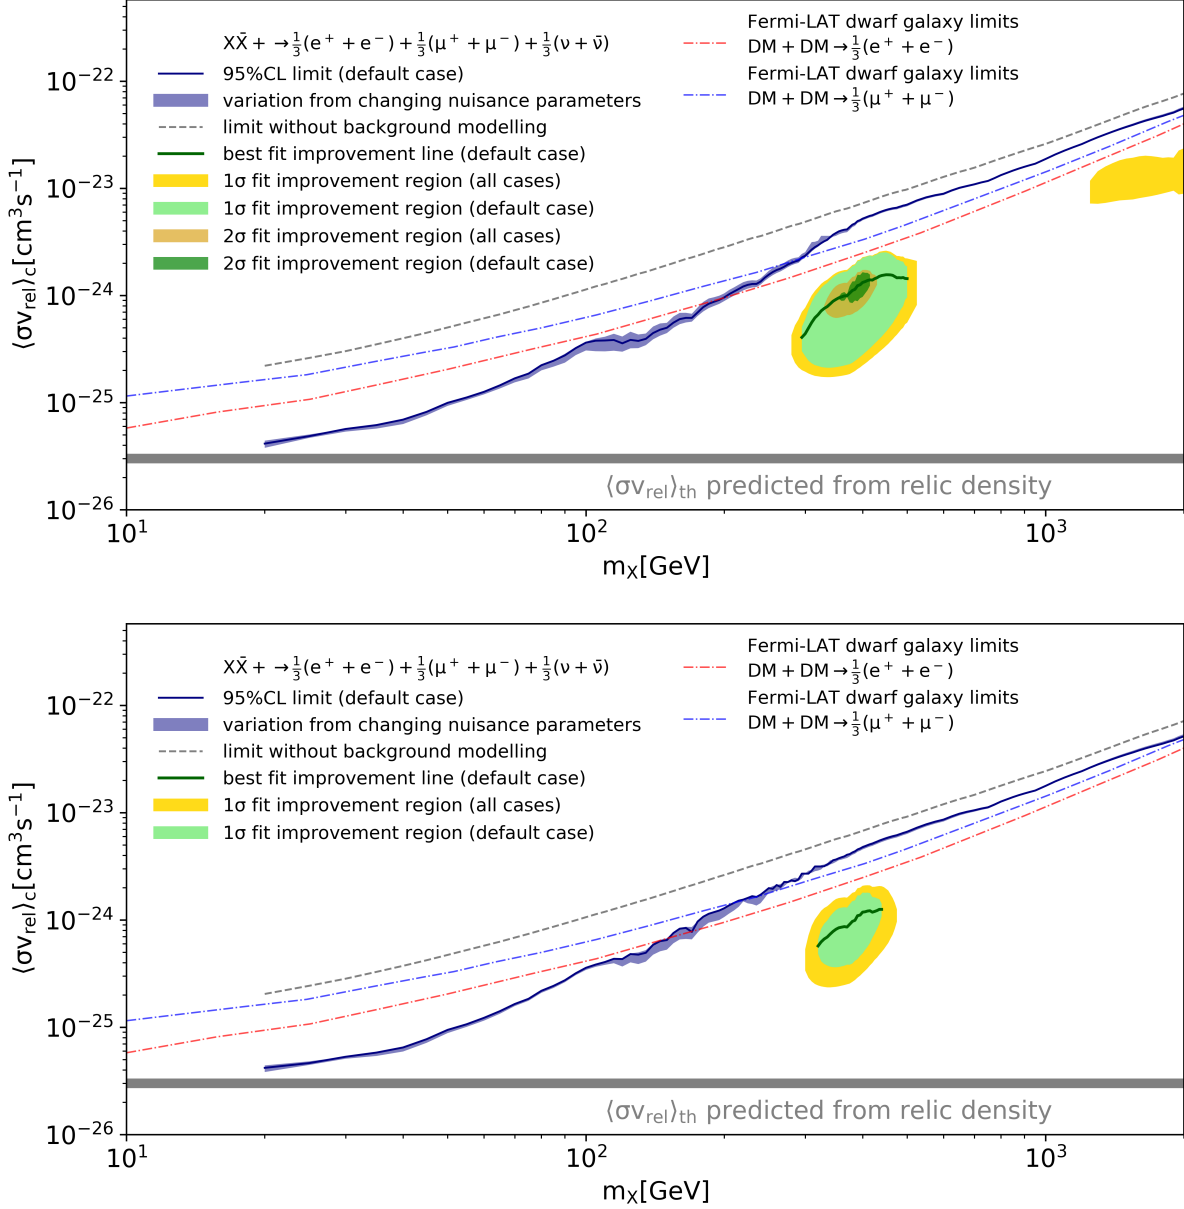 XX̄ + → 1/3(e⁺ + e⁻) + 1/3(μ⁺ + μ⁻) + 1/3(ν + ν̄)
95%CL limit (default case)
variation from changing nuisance parameters
limit without background modelling
best fit improvement line (default case)
1σ fit improvement region (all cases)
1σ fit improvement region (default case)
2σ fit improvement region (all cases)
2σ fit improvement region (default case)
Fermi-LAT dwarf galaxy limits
DM + DM → 1/3(e⁺ + e⁻)
Fermi-LAT dwarf galaxy limits
DM + DM → 1/3(μ⁺ + μ⁻)
10⁻²²
10⁻²³
10⁻²⁴
10⁻²⁵
10⁻²⁶
⟨σv_rel⟩_c[cm³s⁻¹]
⟨σv_rel⟩_th predicted from relic density
10¹
10²
10³
m_X[GeV]
XX̄ + → 1/3(e⁺ + e⁻) + 1/3(μ⁺ + μ⁻) + 1/3(ν + ν̄)
95%CL limit (default case)
variation from changing nuisance parameters
limit without background modelling
best fit improvement line (default case)
1σ fit improvement region (all cases)
1σ fit improvement region (default case)
Fermi-LAT dwarf galaxy limits
DM + DM → 1/3(e⁺ + e⁻)
Fermi-LAT dwarf galaxy limits
DM + DM → 1/3(μ⁺ + μ⁻)
10⁻²²
10⁻²³
10⁻²⁴
10⁻²⁵
10⁻²⁶
⟨σv_rel⟩_c[cm³s⁻¹]
⟨σv_rel⟩_th predicted from relic density
10¹
10²
10³
m_X[GeV]